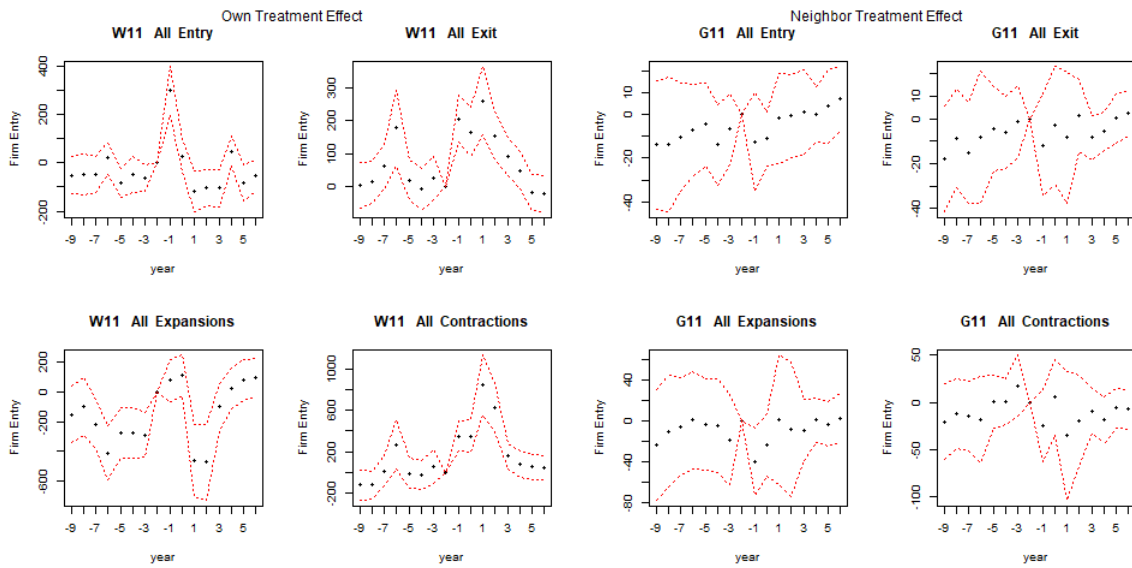 Own Treatment Effect
Neighbor Treatment Effect
W11 All Entry
Firm Entry
400
200
0
-200
-9 -7 -5 -3 -1 1 3 5
year
W11 All Exit
Firm Entry
300
200
100
0
-9 -7 -5 -3 -1 1 3 5
year
G11 All Entry
Firm Entry
10
0
-20
-40
-9 -7 -5 -3 -1 1 3 5
year
G11 All Exit
Firm Entry
10
0
-20
-40
-9 -7 -5 -3 -1 1 3 5
year
W11 All Expansions
Firm Entry
200
0
-200
-800
-9 -7 -5 -3 -1 1 3 5
year
W11 All Contractions
Firm Entry
1000
600
200
-200
-9 -7 -5 -3 -1 1 3 5
year
G11 All Expansions
Firm Entry
40
0
-40
-80
-9 -7 -5 -3 -1 1 3 5
year
G11 All Contractions
Firm Entry
50
0
-50
-100
-9 -7 -5 -3 -1 1 3 5
year